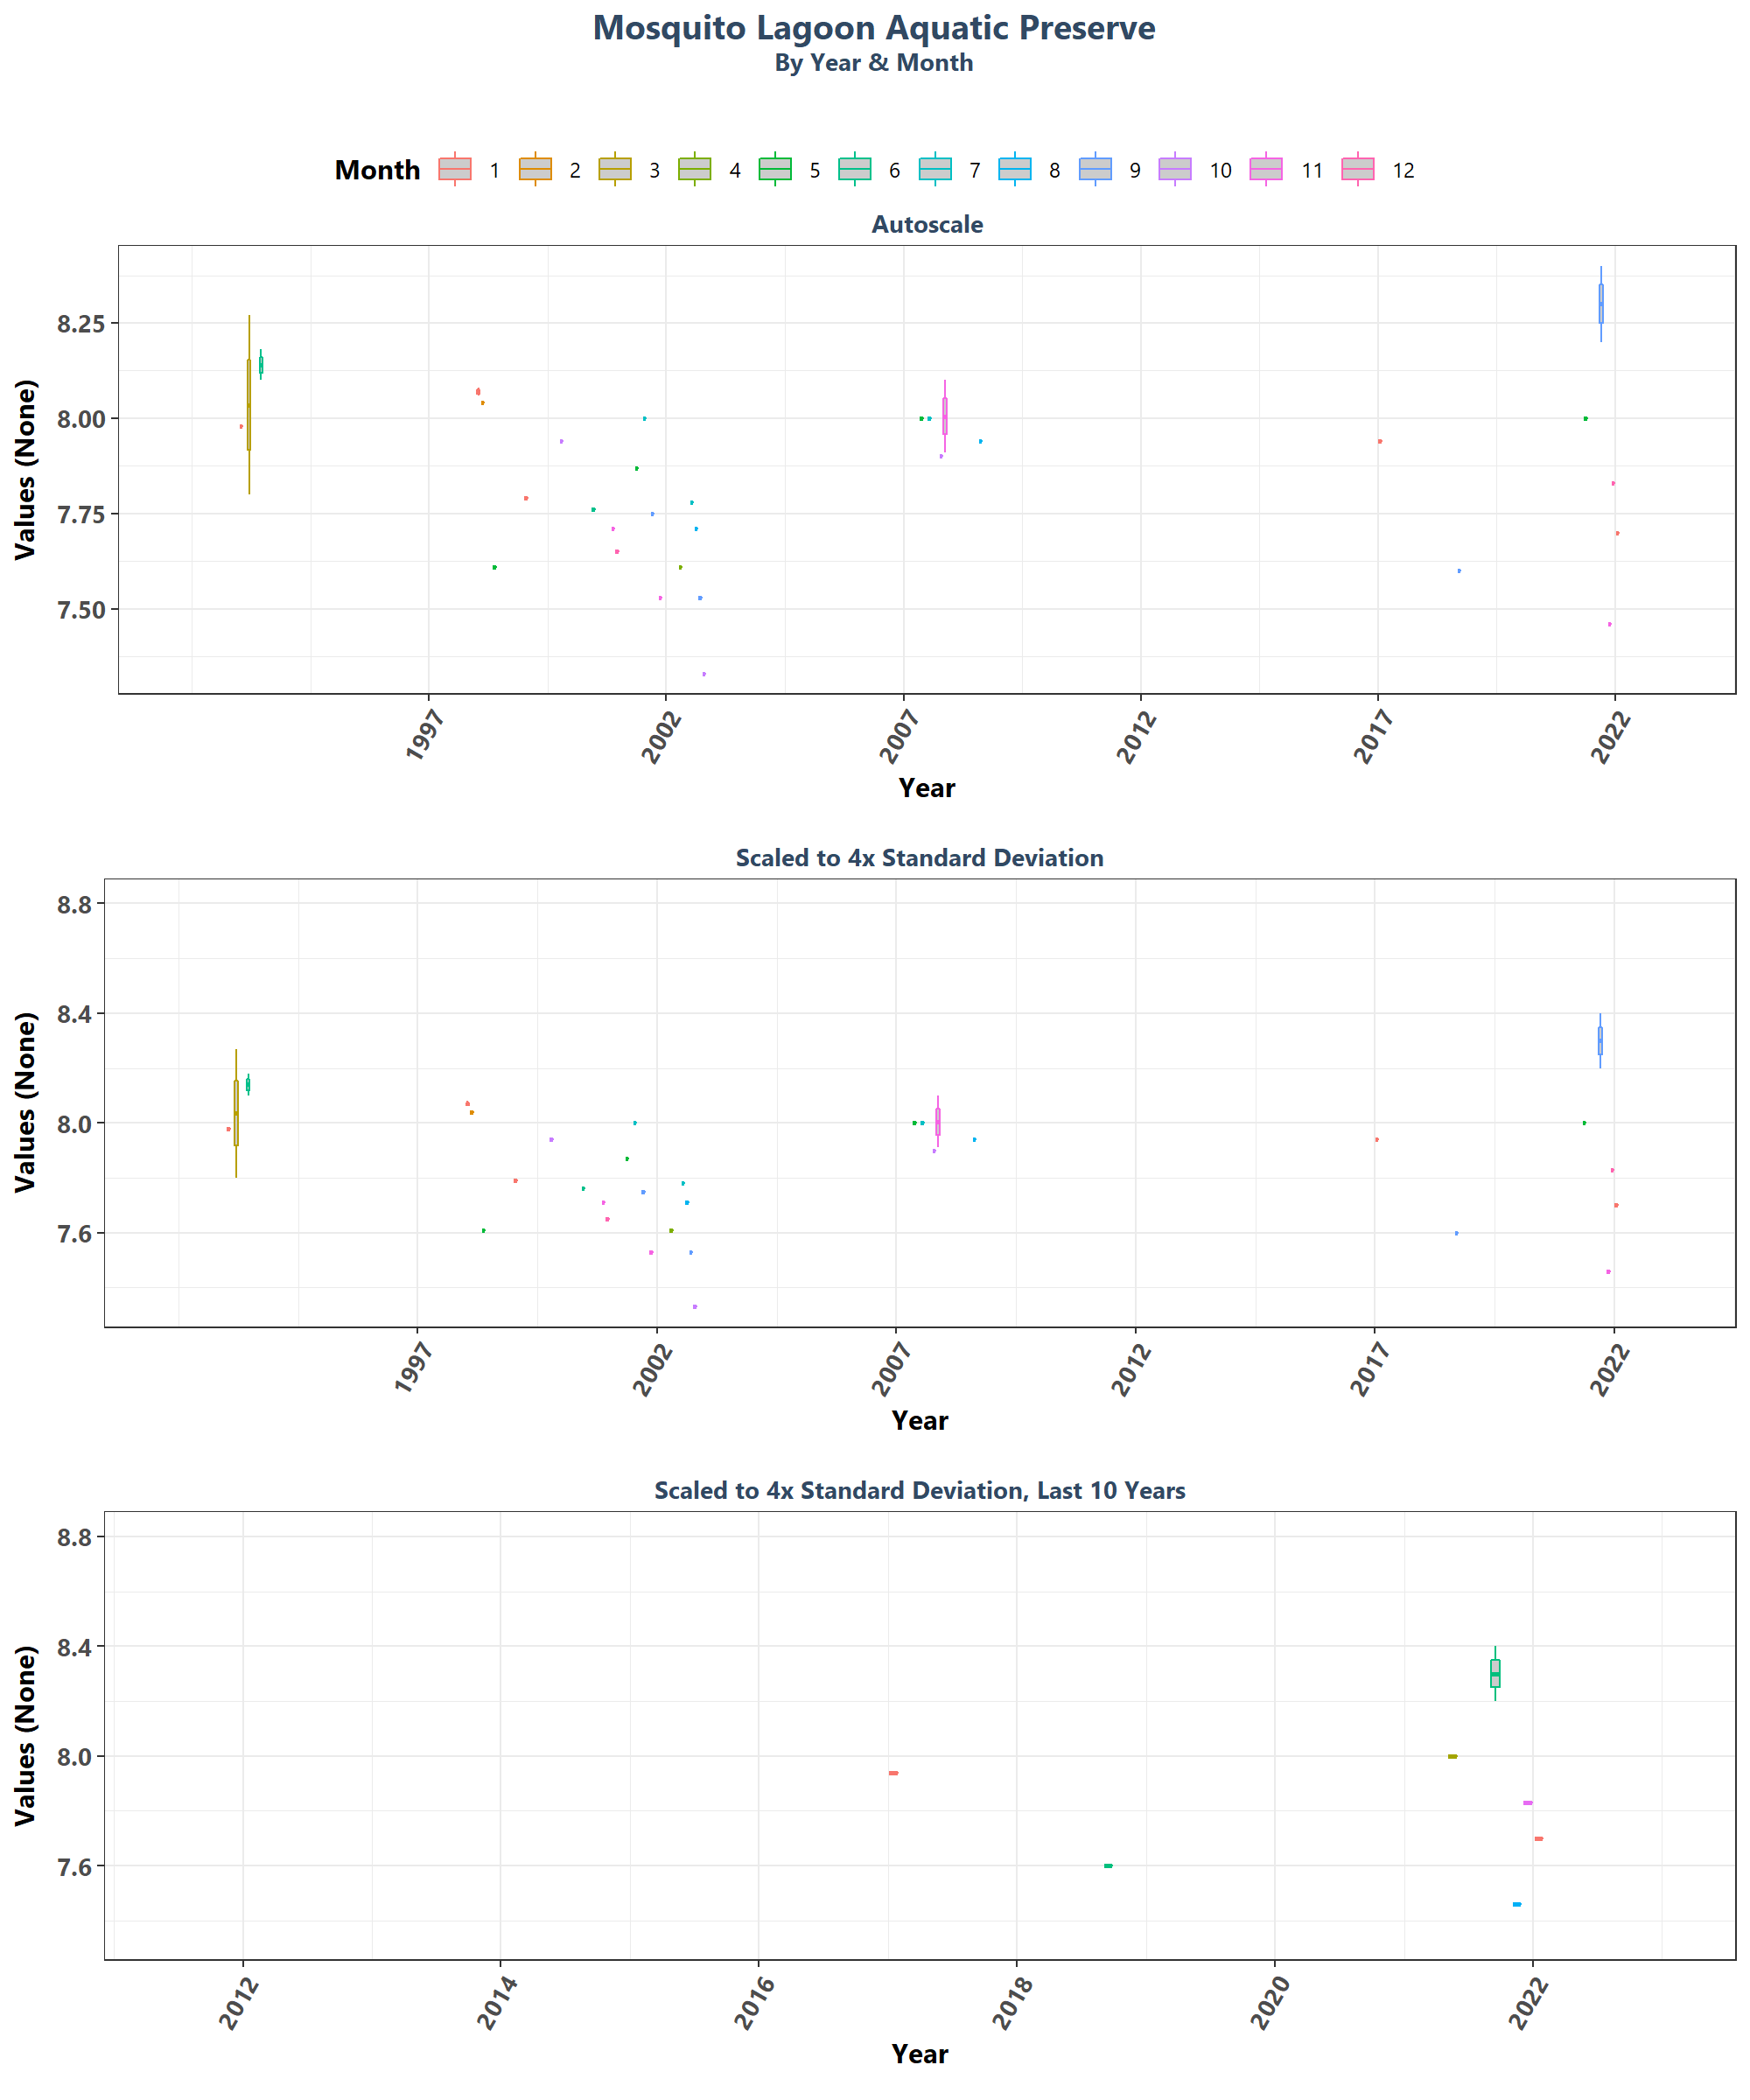 Mosquito Lagoon Aquatic Preserve
By Year & Month
Month 1 2 3 4 5 6 7 8 9 10 11 12
Autoscale
Values (None)
8.25
8.00
7.75
7.50
1997 2002 2007 2012 2017 2022
Year
Scaled to 4x Standard Deviation
Values (None)
8.8
8.4
8.0
7.6
1997 2002 2007 2012 2017 2022
Year
Scaled to 4x Standard Deviation, Last 10 Years
Values (None)
8.8
8.4
8.0
7.6
2012 2014 2016 2018 2020 2022
Year